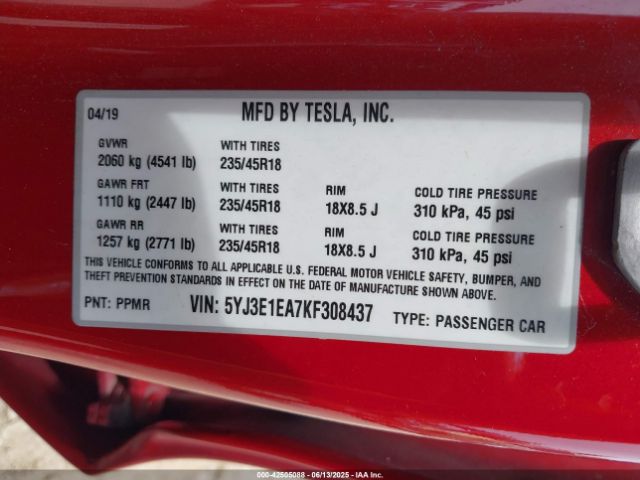 04/19 MFD BY TESLA, INC.
GVWR WITH TIRES
2060 kg (4541 lb) 235/45R18
GAWR FRT WITH TIRES RIM COLD TIRE PRESSURE
1110 kg (2447 lb) 235/45R18 18X8.5 J 310 kPa, 45 psi
GAWR RR WITH TIRES RIM COLD TIRE PRESSURE
1257 kg (2771 lb) 235/45R18 18X8.5 J 310 kPa, 45 psi
THIS VEHICLE CONFORMS TO ALL APPLICABLE U.S. FEDERAL MOTOR VEHICLE SAFETY, BUMPER, AND
THEFT PREVENTION STANDARDS IN EFFECT ON THE DATE OF MANUFACTURE SHOWN ABOVE.
PNT: PPMR VIN: 5YJ3E1EA7KF308437 TYPE: PASSENGER CAR
000 - 42505088 - 06/13/2025 - IAA, Inc.